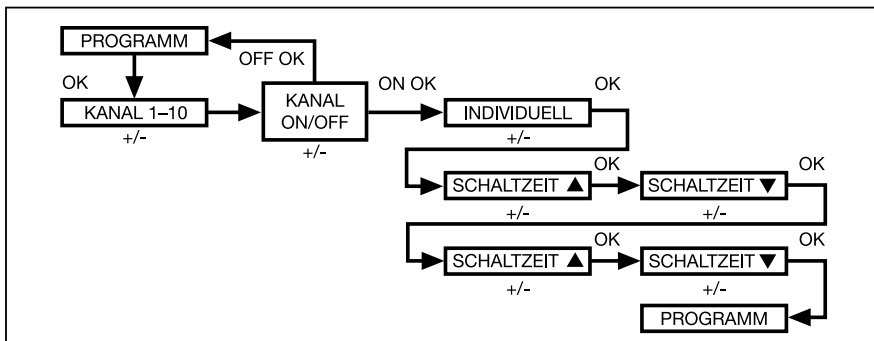 PROGRAMM
OFF OK
OK
ON OK
OK
KANAL 1–10
KANAL
ON/OFF
INDIVIDUELL
+/-
+/-
+/-
OK
OK
SCHALTZEIT ▲
SCHALTZEIT ▼
+/-
+/-
OK
OK
SCHALTZEIT ▲
SCHALTZEIT ▼
+/-
+/-
PROGRAMM